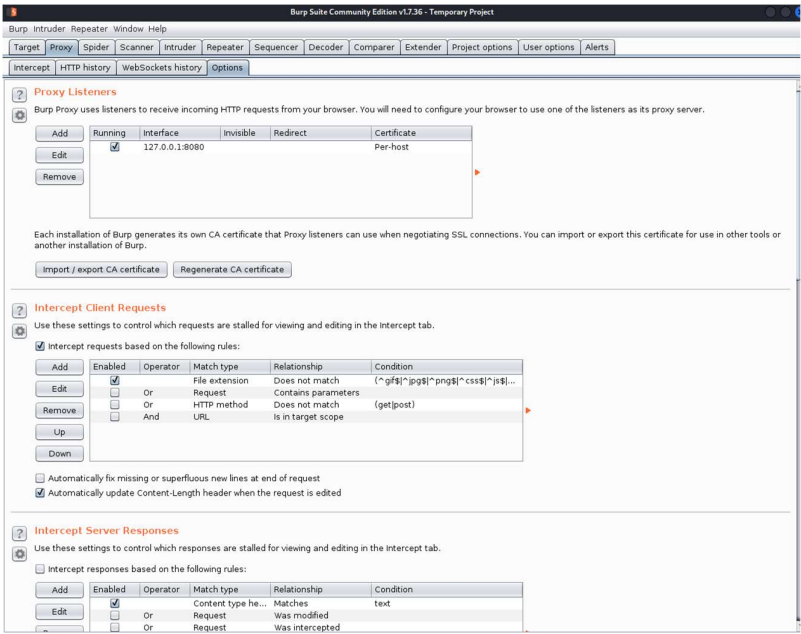 Burp Suite Community Edition v1.7.36 - Temporary Project
Burp Intruder Repeater Window Help
Target Proxy Spider Scanner Intruder Repeater Sequencer Decoder Comparer Extender Project options User options Alerts
Intercept HTTP history WebSockets history Options
? Proxy Listeners
Burp Proxy uses listeners to receive incoming HTTP requests from your browser. You will need to configure your browser to use one of the listeners as its proxy server.
Add Running Interface Invisible Redirect Certificate
127.0.0.1:8080 Per-host
Edit
Remove
Each installation of Burp generates its own CA certificate that Proxy listeners can use when negotiating SSL connections. You can import or export this certificate for use in other tools or
another installation of Burp.
Import / export CA certificate Regenerate CA certificate
? Intercept Client Requests
Use these settings to control which requests are stalled for viewing and editing in the Intercept tab.
Intercept requests based on the following rules:
Add Enabled Operator Match type Relationship Condition
File extension Does not match (^gif$|^jpg$|^png$|^css$|^js$|...
Edit
Or Request Contains parameters
Remove Or HTTP method Does not match (get|post)
And URL Is in target scope
Up
Down
Automatically fix missing or superfluous new lines at end of request
Automatically update Content-Length header when the request is edited
? Intercept Server Responses
Use these settings to control which responses are stalled for viewing and editing in the Intercept tab.
Intercept responses based on the following rules:
Add Enabled Operator Match type Relationship Condition
Content type he... Matches text
Edit
Or Request Was modified
Or Request Was intercepted